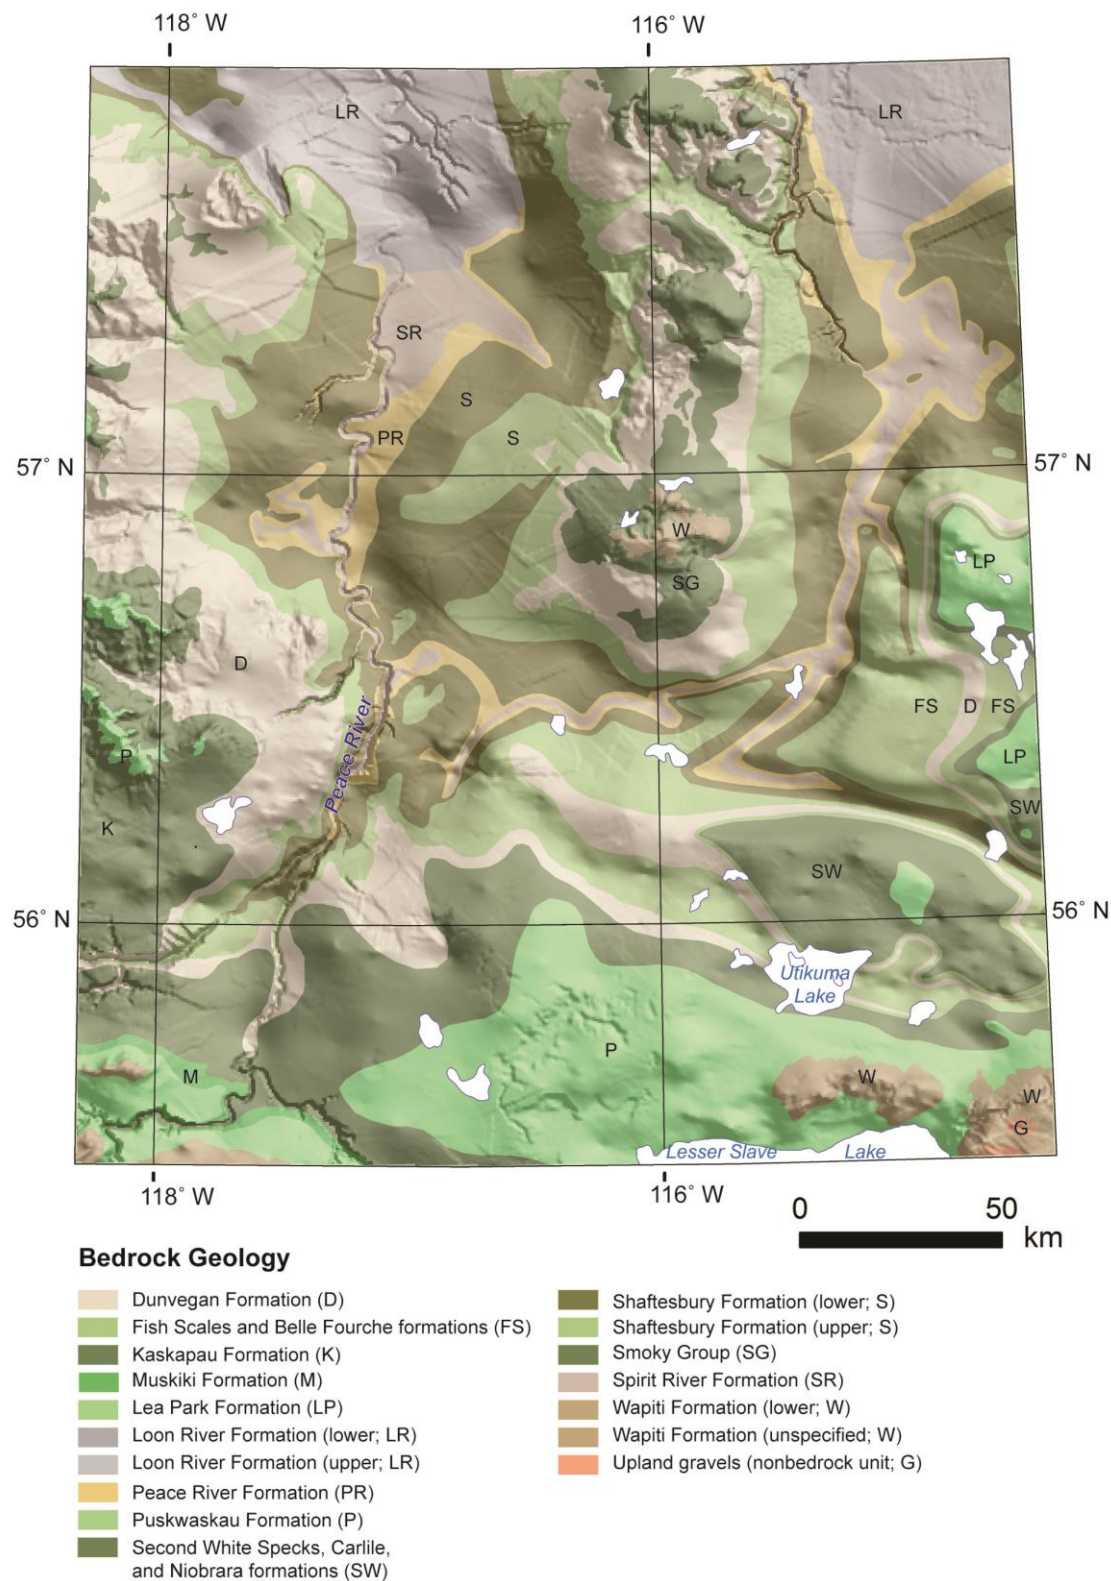 118° W
116° W
LR
LR
SR
S
S
PR
57° N
57° N
W
LP
SG
D
FS
D
FS
Peace River
P
LP
SW
K
SW
56° N
56° N
Utikuma
Lake
P
M
W
W
G
Lesser Slave
Lake
118° W
116° W
0
50
km
Bedrock Geology
Dunvegan Formation (D)
Fish Scales and Belle Fourche formations (FS)
Kaskapau Formation (K)
Muskiki Formation (M)
Lea Park Formation (LP)
Loon River Formation (lower; LR)
Loon River Formation (upper; LR)
Peace River Formation (PR)
Puskwaskau Formation (P)
Second White Specks, Carlile,
and Niobrara formations (SW)
Shaftesbury Formation (lower; S)
Shaftesbury Formation (upper; S)
Smoky Group (SG)
Spirit River Formation (SR)
Wapiti Formation (lower; W)
Wapiti Formation (unspecified; W)
Upland gravels (nonbedrock unit; G)